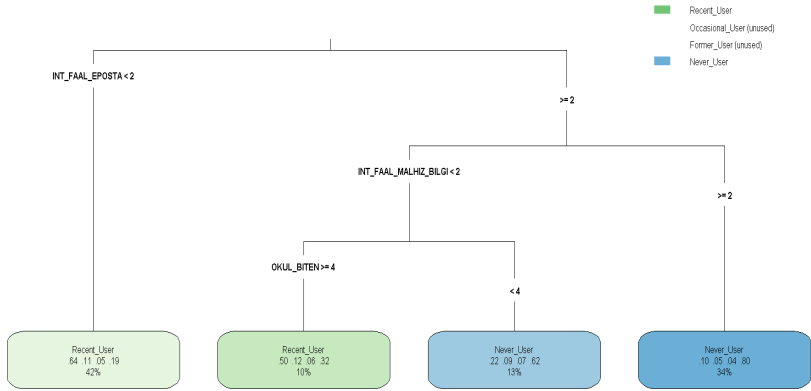 Recent_User
Occasional_User (unused)
Former_User (unused)
Never_User
INT_FAAL_EPOSTA < 2
>= 2
INT_FAAL_MALHIZ_BILGI < 2
>= 2
OKUL_BITEN >= 4
< 4
Recent_User
.64 .11 .05 .19
42%
Recent_User
.50 .12 .06 .32
10%
Never_User
.22 .09 .07 .62
13%
Never_User
.10 .05 .04 .80
34%